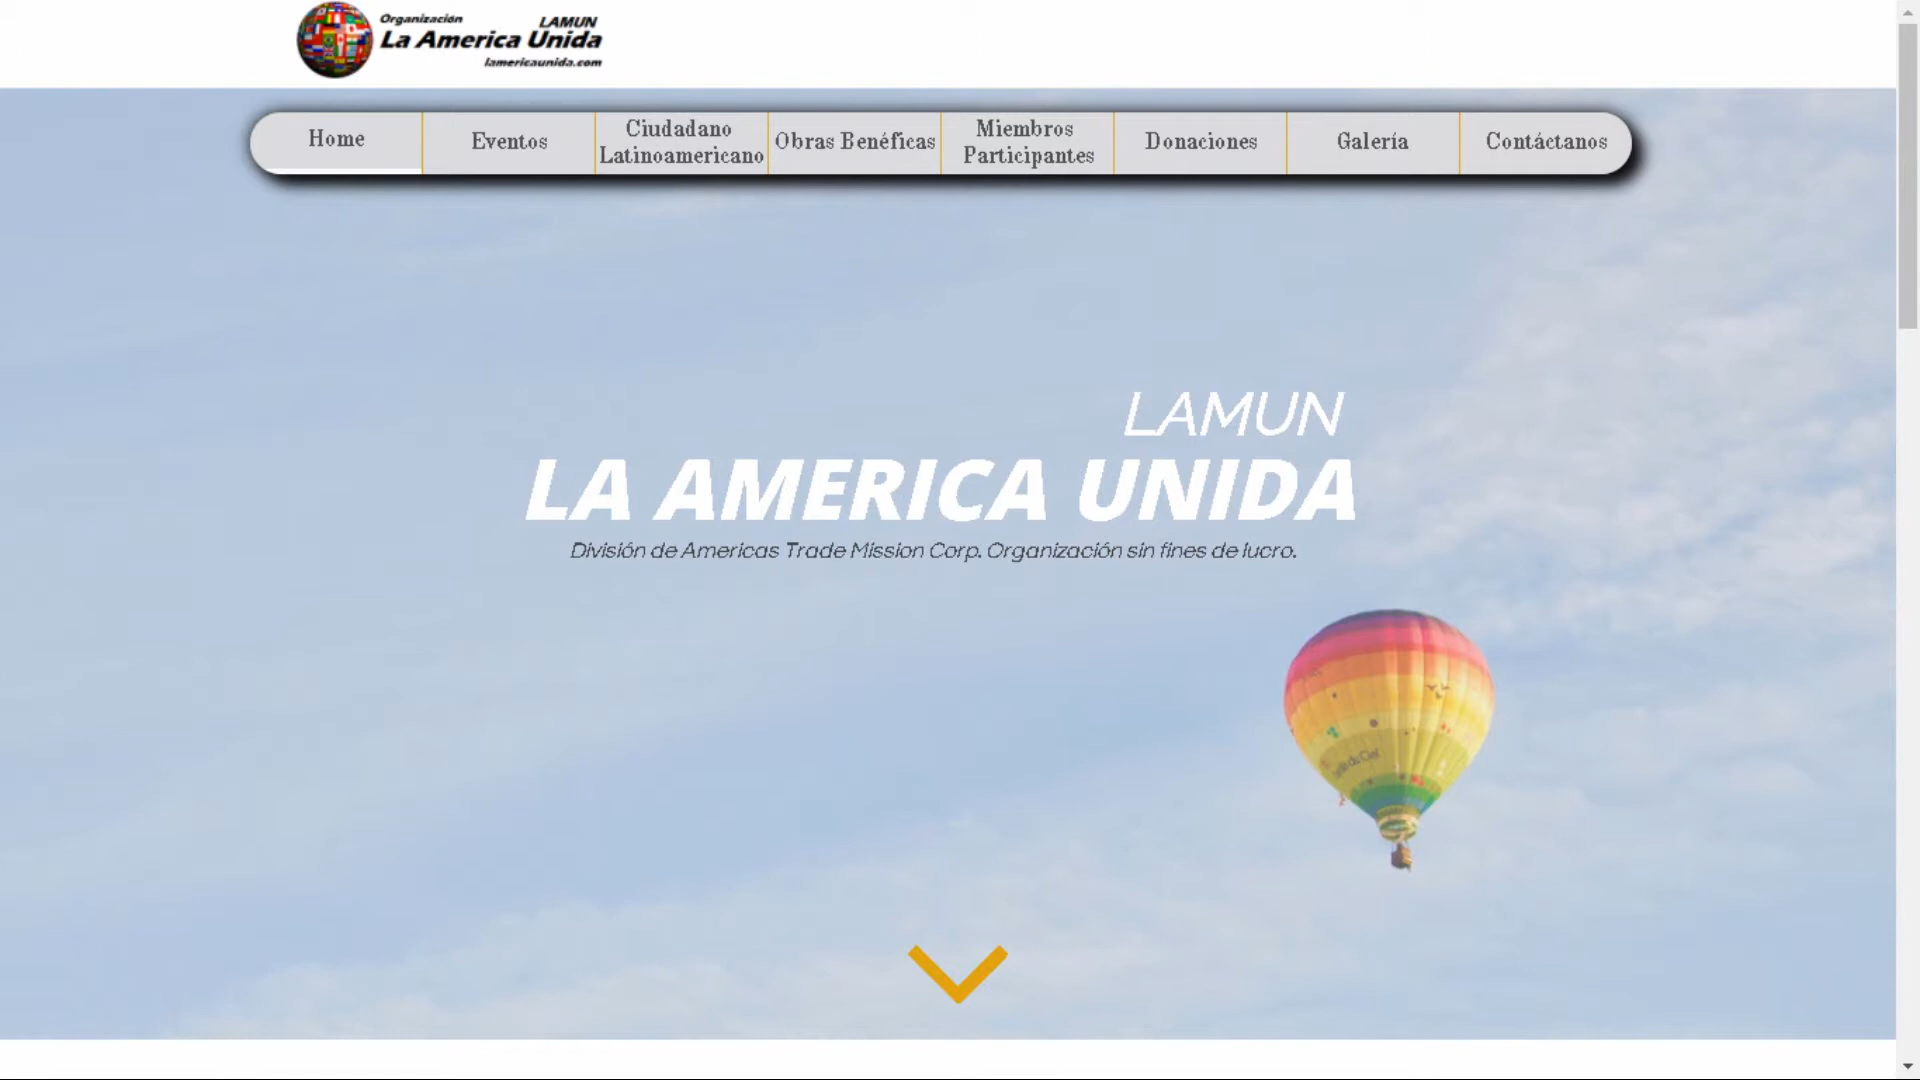 Organización LAMUN
La America Unida
lamericaunida.com
Home
Eventos
Ciudadano
Latinoamericano
Obras Benéficas
Miembros
Participantes
Donaciones
Galería
Contáctanos
LAMUN
LA AMERICA UNIDA
División de Americas Trade Mission Corp. Organización sin fines de lucro.